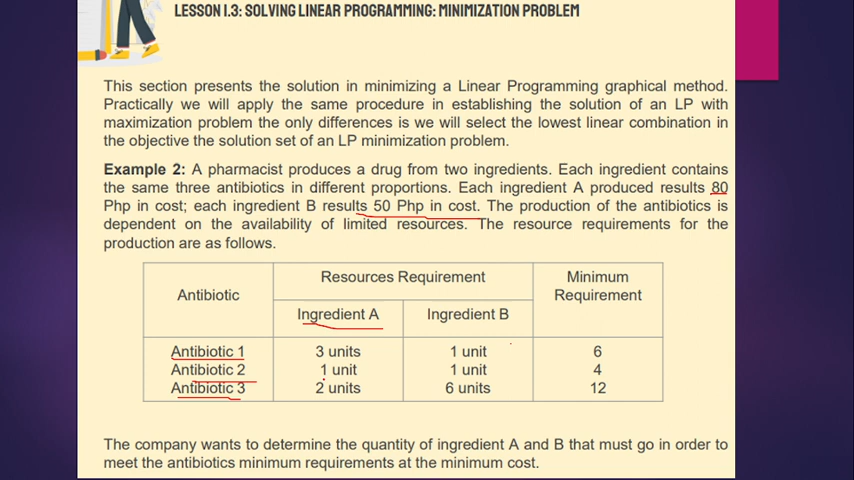 LESSON I.3: SOLVING LINEAR PROGRAMMING: MINIMIZATION PROBLEM
This section presents the solution in minimizing a Linear Programming graphical method.
Practically we will apply the same procedure in establishing the solution of an LP with
maximization problem the only differences is we will select the lowest linear combination in
the objective the solution set of an LP minimization problem.
Example 2: A pharmacist produces a drug from two ingredients. Each ingredient contains
the same three antibiotics in different proportions. Each ingredient A produced results 80
Php in cost; each ingredient B results 50 Php in cost. The production of the antibiotics is
dependent on the availability of limited resources. The resource requirements for the
production are as follows.
Antibiotic Resources Requirement Minimum Requirement
Ingredient A Ingredient B
Antibiotic 1 3 units 1 unit 6
Antibiotic 2 1 unit 1 unit 4
Antibiotic 3 2 units 6 units 12
The company wants to determine the quantity of ingredient A and B that must go in order to
meet the antibiotics minimum requirements at the minimum cost.